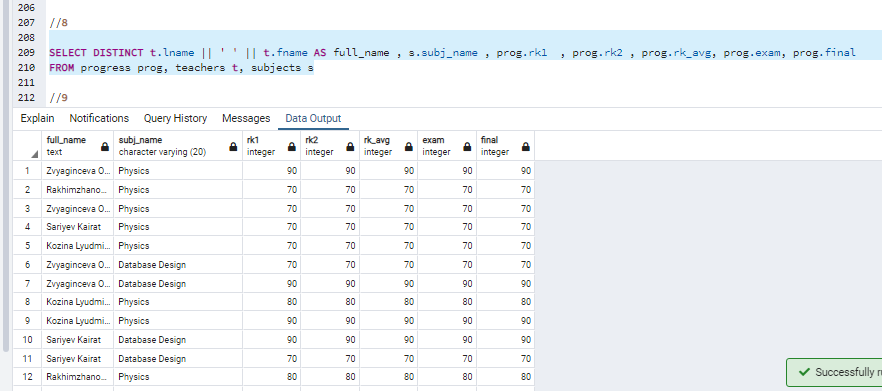 206
207 //8
208
209 SELECT DISTINCT t.lname || ' ' || t.fname AS full_name , s.subj_name , prog.rk1 , prog.rk2 , prog.rk_avg, prog.exam, prog.final
210 FROM progress prog, teachers t, subjects s
211
212 //9
Explain Notifications Query History Messages Data Output
full_name subj_name rk1 rk2 rk_avg exam final
text character varying (20) integer integer integer integer integer
1 Zvyaginceva O... Physics 90 90 90 90 90
2 Rakhimzhano... Physics 70 70 70 70 70
3 Zvyaginceva O... Physics 70 70 70 70 70
4 Sariyev Kairat Physics 70 70 70 70 70
5 Kozina Lyudmi... Physics 70 70 70 70 70
6 Zvyaginceva O... Database Design 70 70 70 70 70
7 Zvyaginceva O... Database Design 90 90 90 90 90
8 Kozina Lyudmi... Physics 80 80 80 80 80
9 Kozina Lyudmi... Physics 90 90 90 90 90
10 Sariyev Kairat Database Design 90 90 90 90 90
11 Sariyev Kairat Database Design 70 70 70 70 70
12 Rakhimzhano... Physics 80 80 80 80 80
Successfully